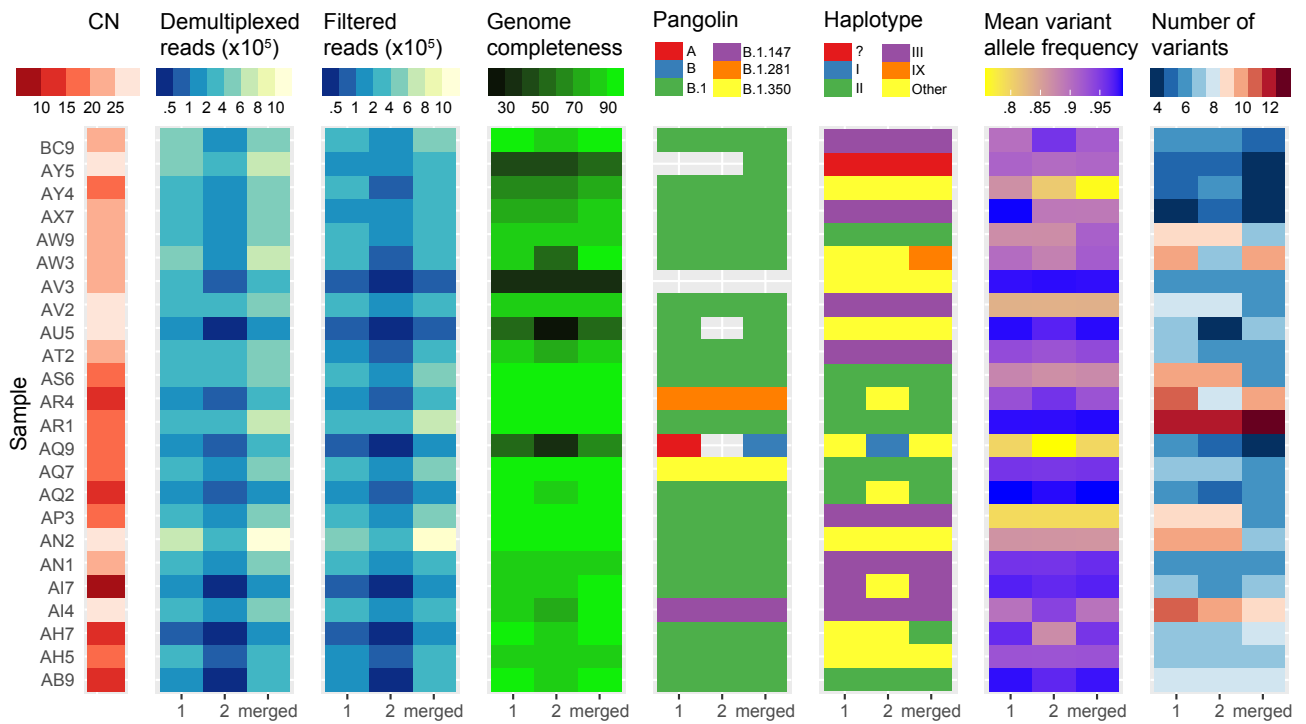 CN
Demultiplexed
reads (x10⁵)
Filtered
reads (x10⁵)
Genome
completeness
Pangolin
Haplotype
Mean variant
allele frequency
Number of
variants
A
B
B.1
B.1.147
B.1.281
B.1.350
?
I
II
III
IX
Other
10 15 20 25
.5 1 2 4 6 8 10
.5 1 2 4 6 8 10
30 50 70 90
.8 .85 .9 .95
4 6 8 10 12
Sample
BC9
AY5
AY4
AX7
AW9
AW3
AV3
AV2
AU5
AT2
AS6
AR4
AR1
AQ9
AQ7
AQ2
AP3
AN2
AN1
AI7
AI4
AH7
AH5
AB9
1 2 merged
1 2 merged
1 2 merged
1 2 merged
1 2 merged
1 2 merged
1 2 merged